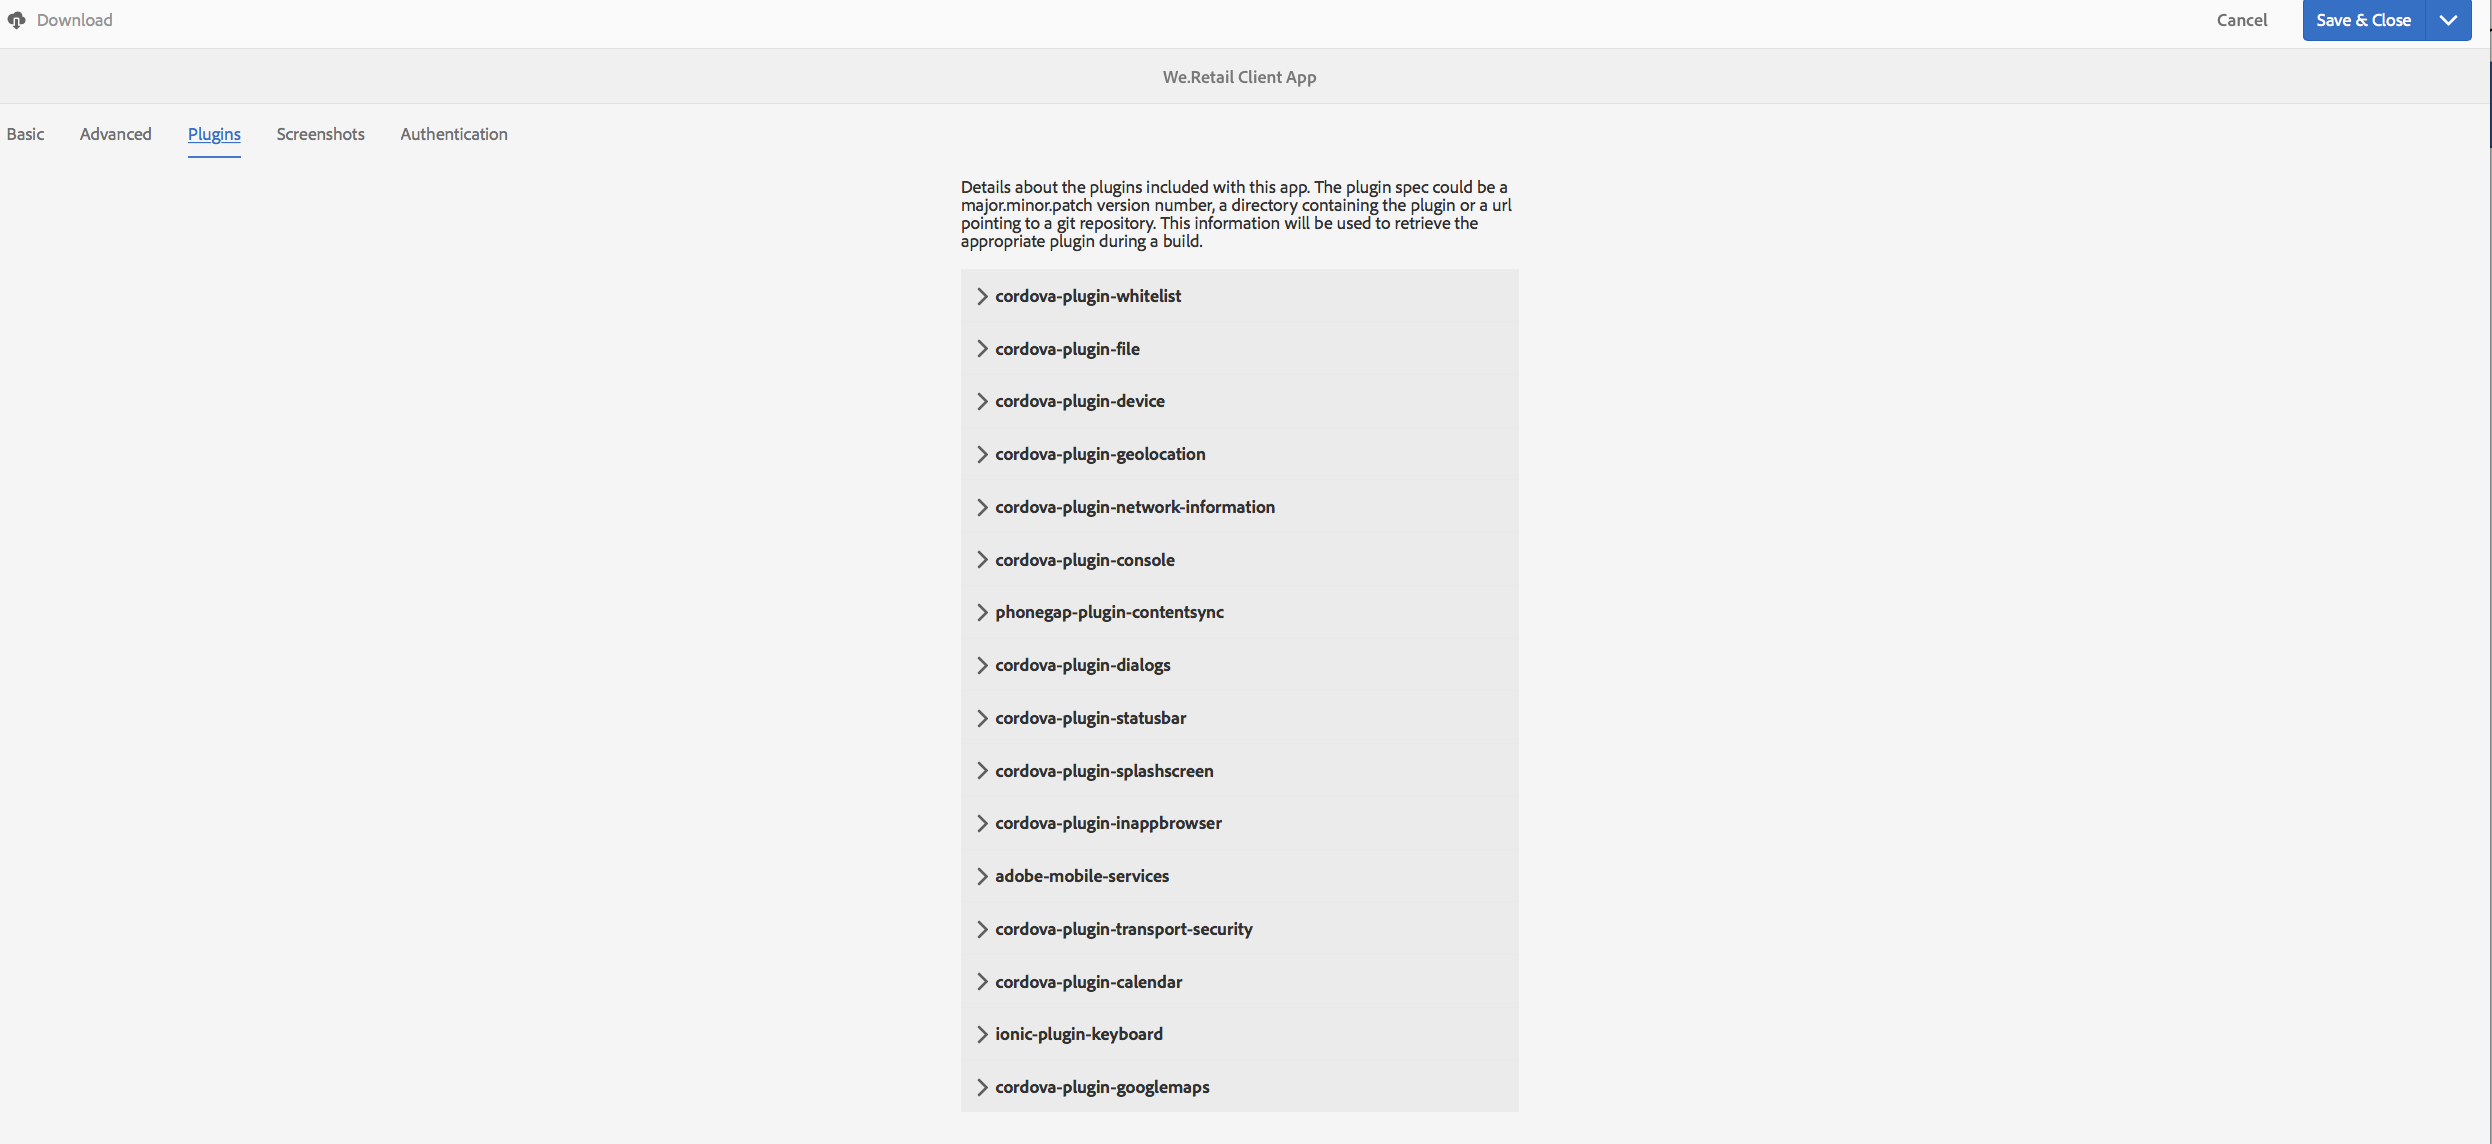 Download
Cancel
Save & Close
We.Retail Client App
Basic
Advanced
Plugins
Screenshots
Authentication
Details about the plugins included with this app. The plugin spec could be a
major.minor.patch version number, a directory containing the plugin or a url
pointing to a git repository. This information will be used to retrieve the
appropriate plugin during a build.
cordova-plugin-whitelist
cordova-plugin-file
cordova-plugin-device
cordova-plugin-geolocation
cordova-plugin-network-information
cordova-plugin-console
phonegap-plugin-contentsync
cordova-plugin-dialogs
cordova-plugin-statusbar
cordova-plugin-splashscreen
cordova-plugin-inappbrowser
adobe-mobile-services
cordova-plugin-transport-security
cordova-plugin-calendar
ionic-plugin-keyboard
cordova-plugin-googlemaps